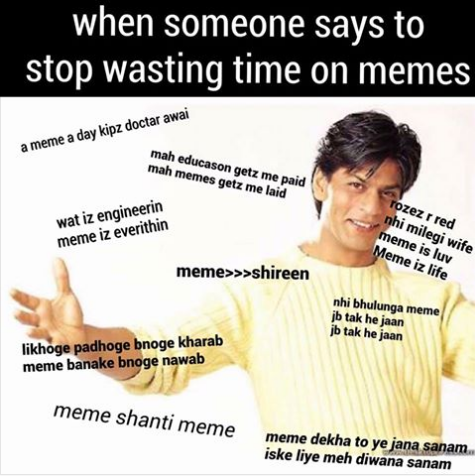 when someone says to
stop wasting time on memes
a meme a day kipz doctar awai
mah educason getz me paid
mah memes getz me laid
rozez r red
nhi milegi wife
meme is luv
Meme iz life
wat iz engineerin
meme iz everithin
meme>>>shireen
nhi bhulunga meme
jb tak he jaan
jb tak he jaan
likhoge padhoge bnoge kharab
meme banake bnoge nawab
meme shanti meme
meme dekha to ye jana sanam
iske liye meh diwana sanam